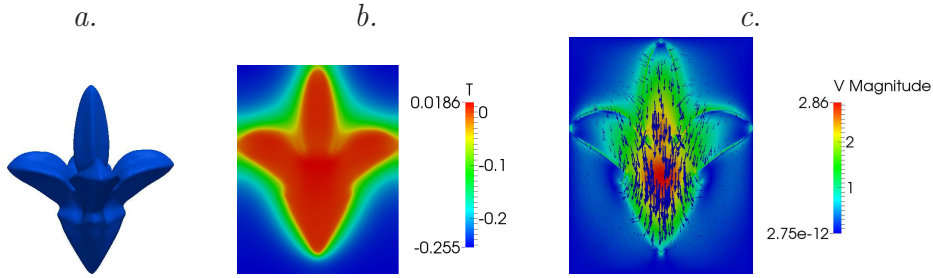 a.
b.
c.
T
0.0186
0
-0.1
-0.2
-0.255
V Magnitude
2.86
2
1
2.75e-12